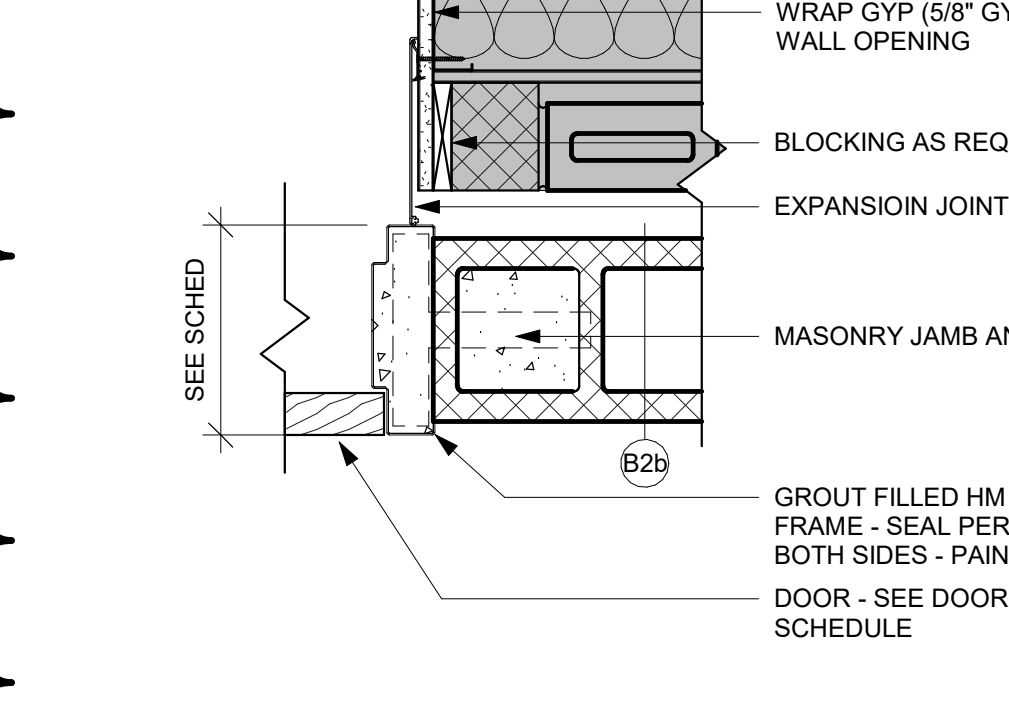 WRAP GYP (5/8" GY
WALL OPENING
BLOCKING AS REQ
EXPANSIOIN JOINT
SEE SCHED
MASONRY JAMB AN
B2b
GROUT FILLED HM
FRAME - SEAL PER
BOTH SIDES - PAIN
DOOR - SEE DOOR
SCHEDULE